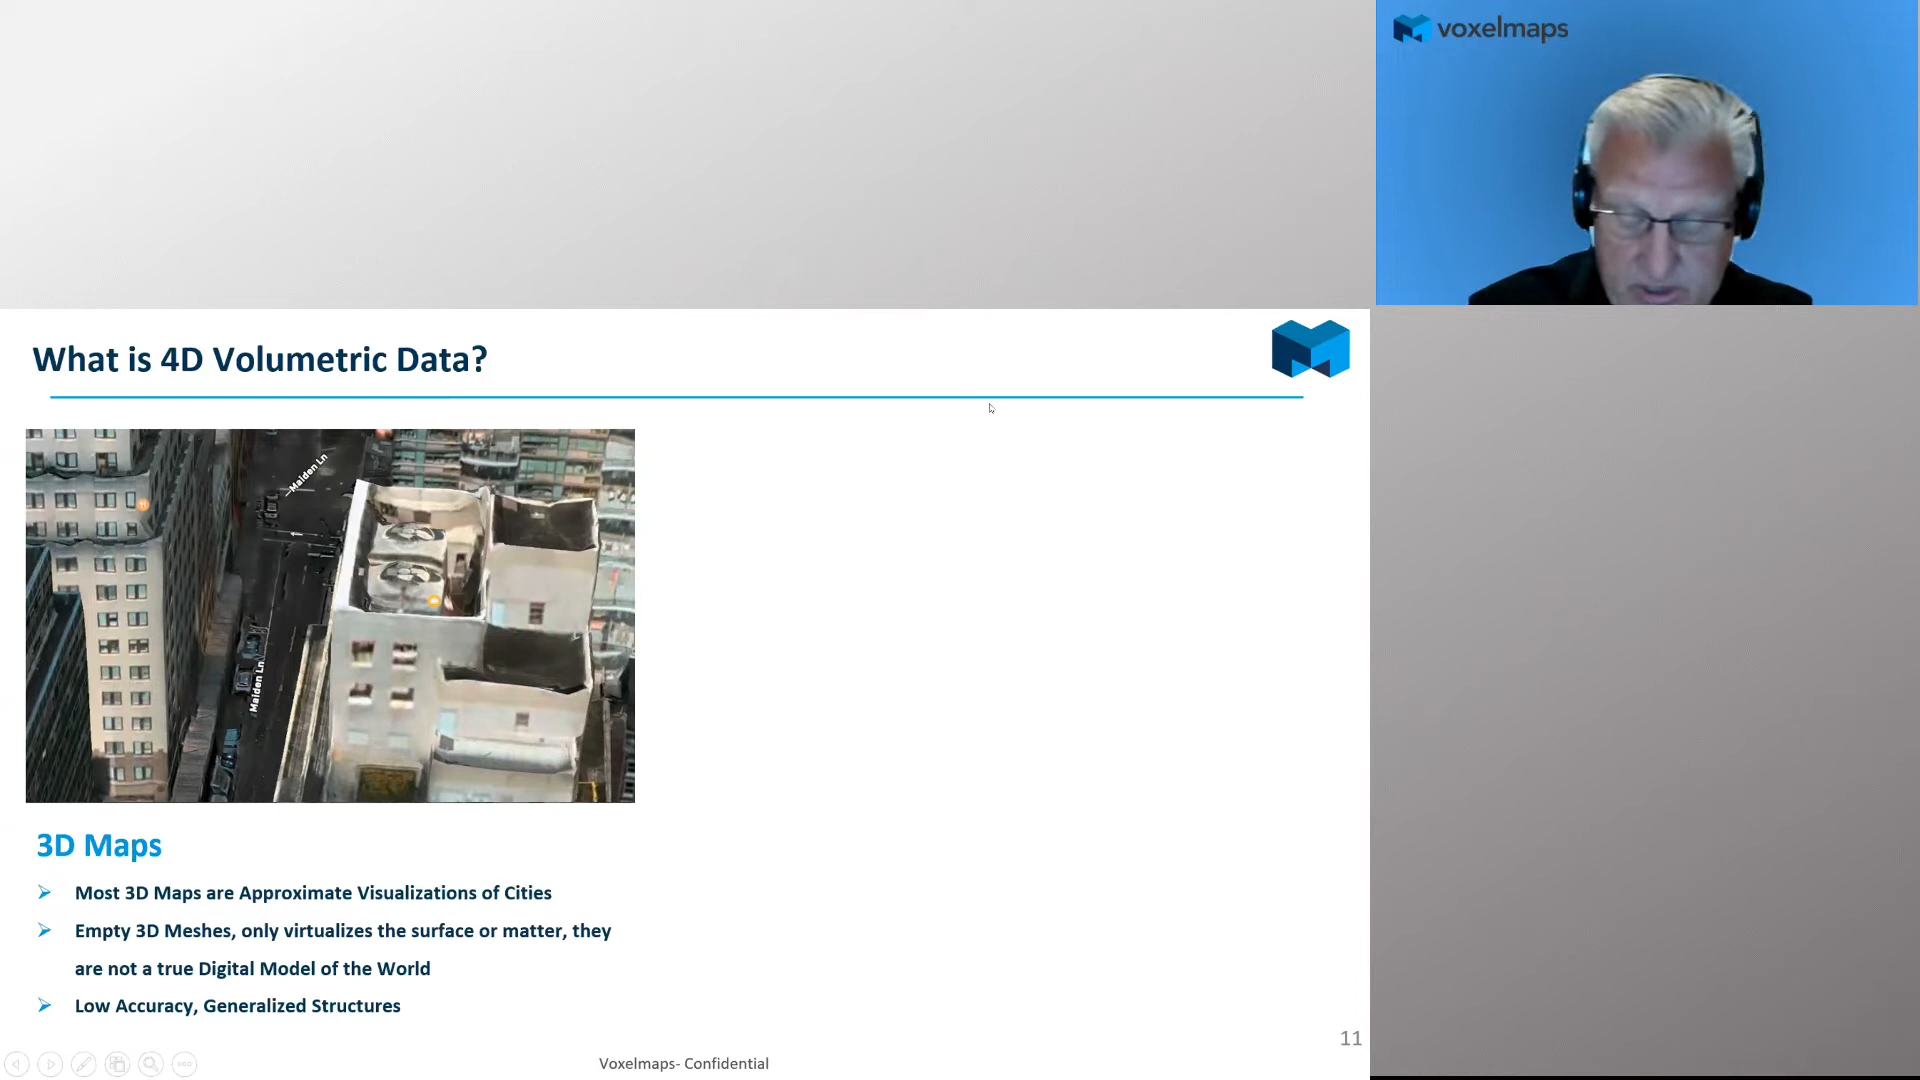 voxelmaps
What is 4D Volumetric Data?
Maiden Ln
Maiden Ln
3D Maps
Most 3D Maps are Approximate Visualizations of Cities
Empty 3D Meshes, only virtualizes the surface or matter, they
are not a true Digital Model of the World
Low Accuracy, Generalized Structures
11
Voxelmaps- Confidential